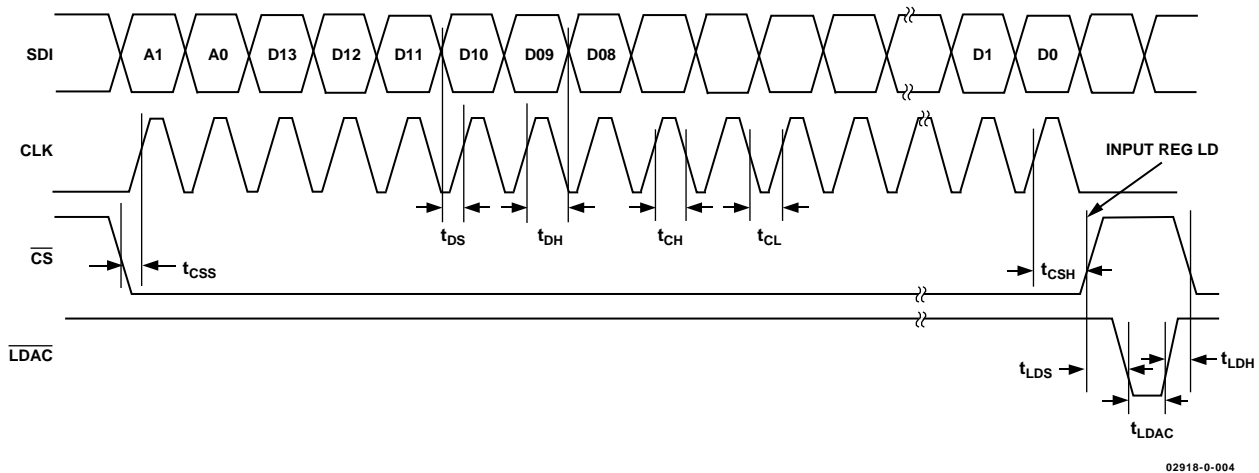 SDI
A1 A0 D13 D12 D11 D10 D09 D08 D1 D0
CLK
INPUT REG LD
tDS tDH tCH tCL
CS
tCSS
tCSH
LDAC
tLDS
tLDH
tLDAC
02918-0-004